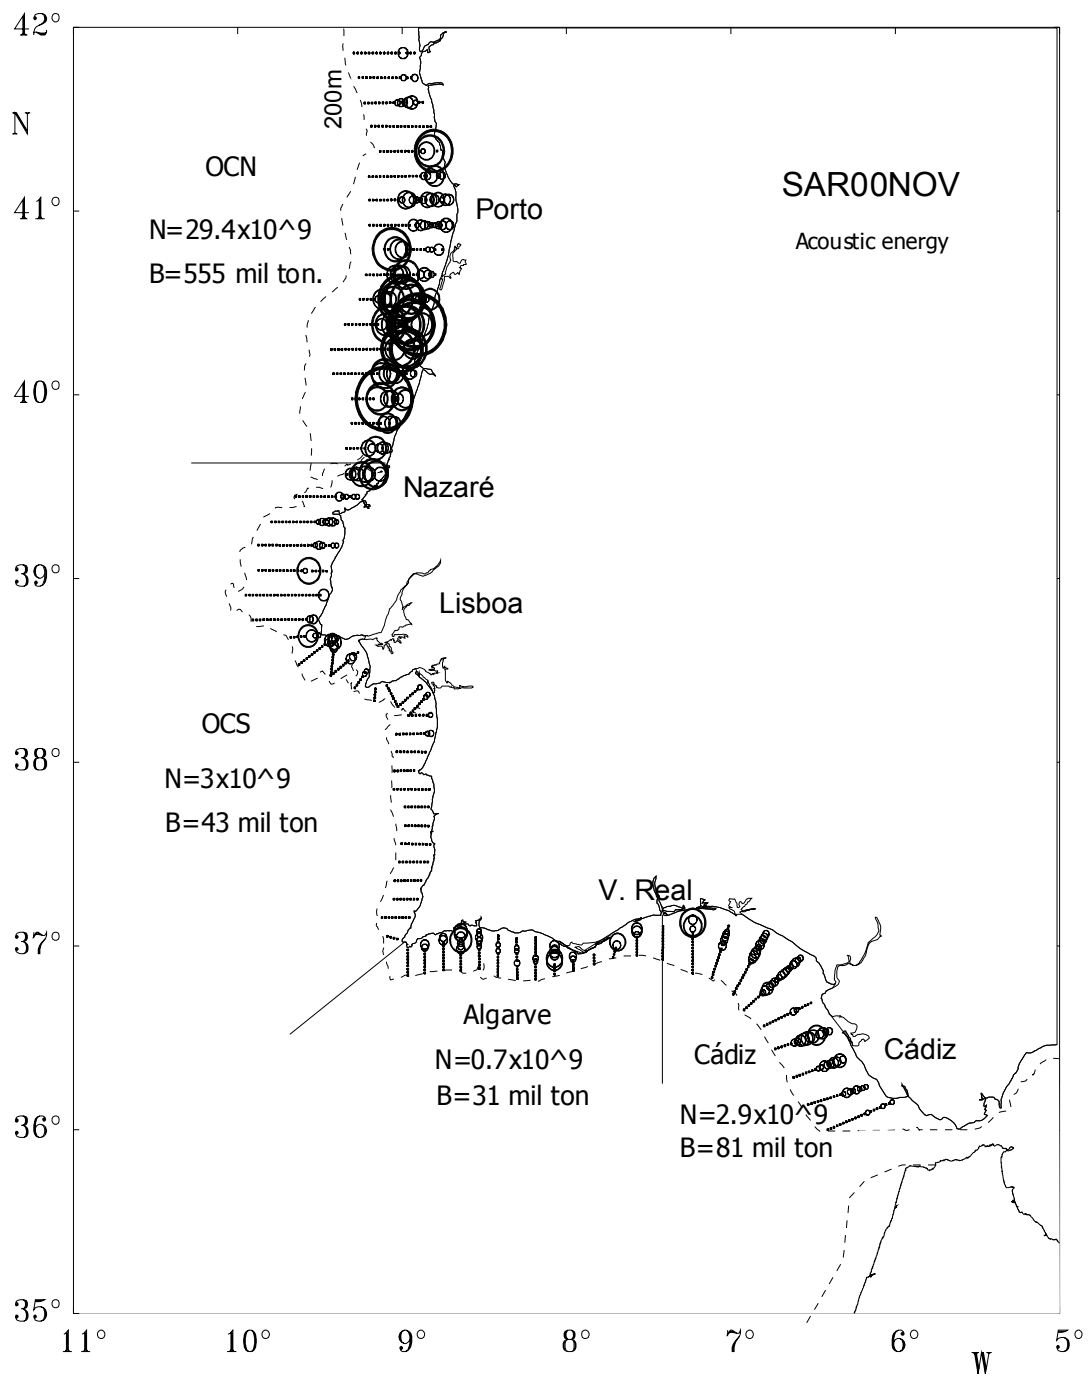 42°
200m
N
OCN
SAR00NOV
41°
Porto
N=29.4x10^9
Acoustic energy
B=555 mil ton.
40°
Nazaré
39°
Lisboa
OCS
38°
N=3x10^9
B=43 mil ton
V. Real
37°
Algarve
Cádiz
Cádiz
N=0.7x10^9
B=31 mil ton
N=2.9x10^9
36°
B=81 mil ton
35°
11°
10°
9°
8°
7°
6°
5°
W